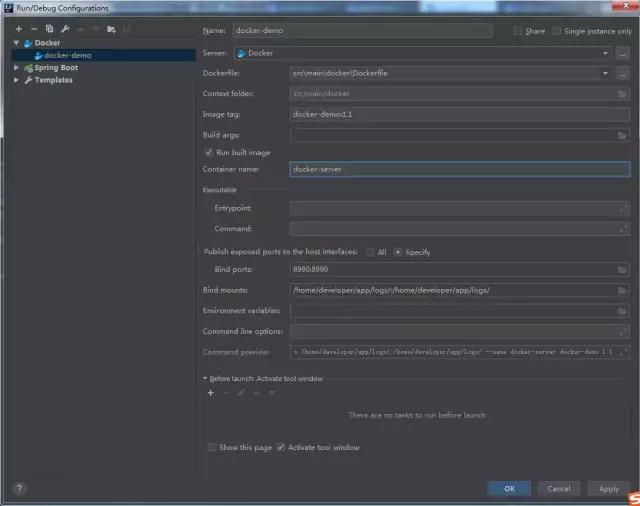 Run/Debug Configurations
Name: docker-demo
Share
Single instance only
Docker
docker-demo
Spring Boot
Templates
Server: Docker
Dockerfile: src\main\docker\Dockerfile
Context folder: src/main/docker
Image tag: docker-demo:1.1
Build args:
Run built image
Container name: docker-server
Executable
Entrypoint:
Command:
Publish exposed ports to the host interfaces: All Specify
Bind ports: 8990:8990
Bind mounts: /home/developer/app/logs/:/home/developer/app/logs/
Environment variables:
Command line options:
Command preview: /home/developer/app/logs/ --name docker-server docker-demo:1.1
Before launch: Activate tool window
There are no tasks to run before launch
Show this page
Activate tool window
?
OK
Cancel
Apply